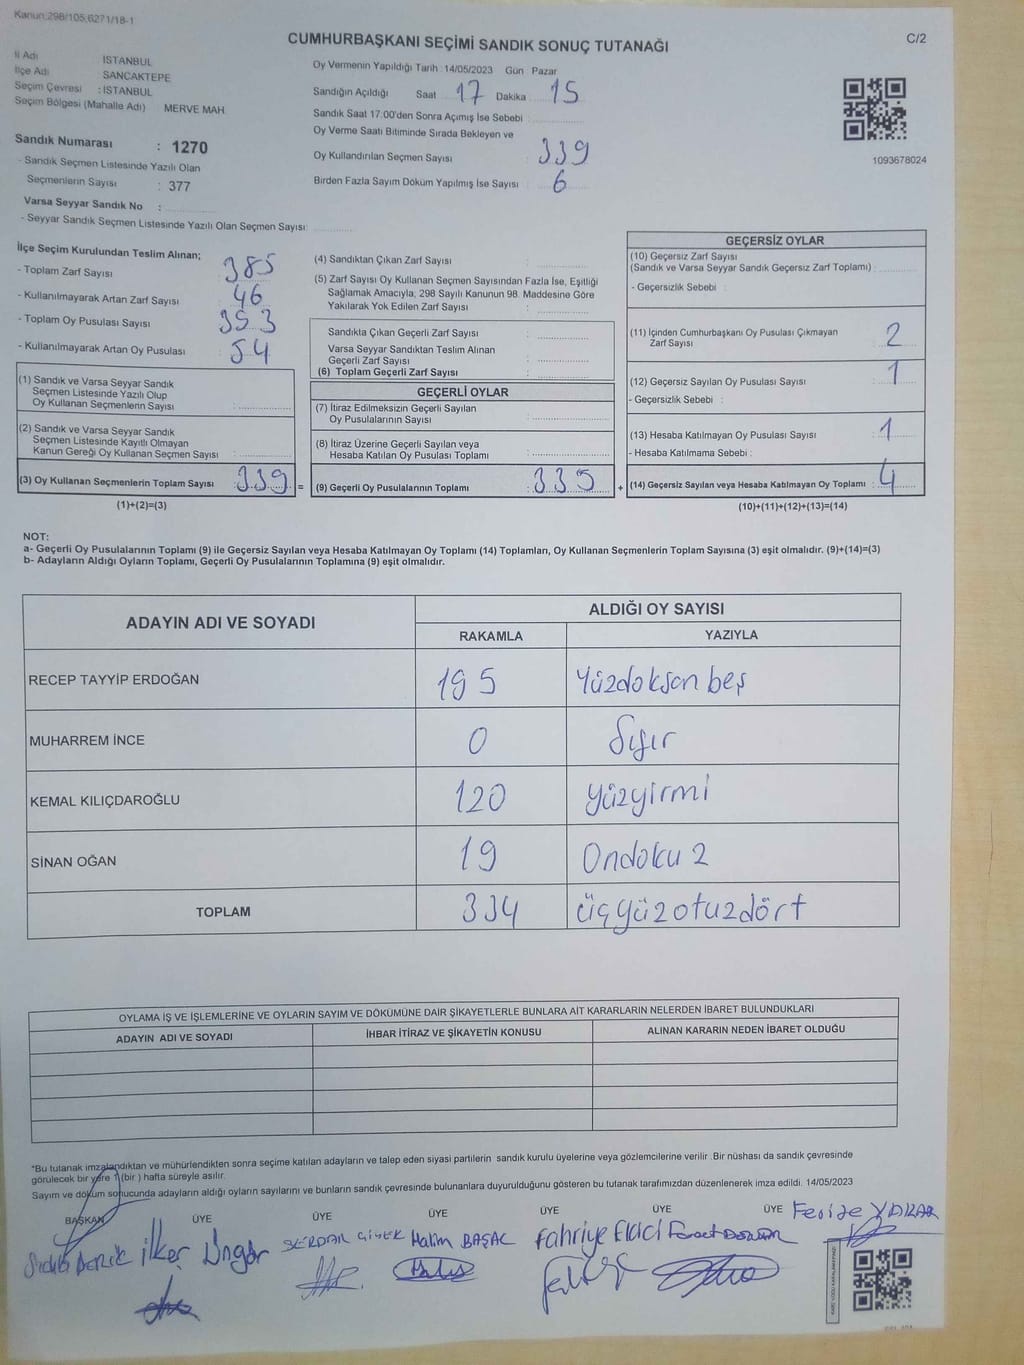 Kanun:298/105,6271/18-1
CUMHURBAŞKANI SEÇİMİ SANDIK SONUÇ TUTANAĞI
C/2
İl Adı : İSTANBUL
İlçe Adı : SANCAKTEPE
Seçim Çevresi : İSTANBUL
Seçim Bölgesi (Mahalle Adı) MERVE MAH
Sandık Numarası : 1270
- Sandık Seçmen Listesinde Yazılı Olan
Seçmenlerin Sayısı : 377
Varsa Seyyar Sandık No :
- Seyyar Sandık Seçmen Listesinde Yazılı Olan Seçmen Sayısı
Oy Vermenin Yapıldığı Tarih : 14/05/2023 Gün Pazar
Sandığın Açıldığı Saat 17 Dakika 15
Sandık Saat 17:00'den Sonra Açımış İse Sebebi :
Oy Verme Saati Bitiminde Sırada Bekleyen ve
Oy Kullandırılan Seçmen Sayısı : 339
Birden Fazla Sayım Döküm Yapılmış İse Sayısı : 6
1093678024
İlçe Seçim Kurulundan Teslim Alınan;
- Toplam Zarf Sayısı 385
- Kullanılmayarak Artan Zarf Sayısı 46
- Toplam Oy Pusulası Sayısı 393
- Kullanılmayarak Artan Oy Pusulası 54
(1) Sandık ve Varsa Seyyar Sandık
Seçmen Listesinde Yazılı Olup
Oy Kullanan Seçmenlerin Sayısı :
(2) Sandık ve Varsa Seyyar Sandık
Seçmen Listesinde Kayıtlı Olmayan
Kanun Gereği Oy Kullanan Seçmen Sayısı :
(3) Oy Kullanan Seçmenlerin Toplam Sayısı : 339 =
(1)+(2)=(3)
(4) Sandıktan Çıkan Zarf Sayısı :
(5) Zarf Sayısı Oy Kullanan Seçmen Sayısından Fazla İse, Eşitliği
Sağlamak Amacıyla; 298 Sayılı Kanunun 98. Maddesine Göre
Yakılarak Yok Edilen Zarf Sayısı :
Sandıkta Çıkan Geçerli Zarf Sayısı :
Varsa Seyyar Sandıktan Teslim Alınan
Geçerli Zarf Sayısı :
(6) Toplam Geçerli Zarf Sayısı :
GEÇERLİ OYLAR
(7) İtiraz Edilmeksizin Geçerli Sayılan
Oy Pusulalarının Sayısı :
(8) İtiraz Üzerine Geçerli Sayılan veya
Hesaba Katılan Oy Pusulası Toplamı :
(9) Geçerli Oy Pusulalarının Toplamı : 335 +
GEÇERSİZ OYLAR
(10) Geçersiz Zarf Sayısı
(Sandık ve Varsa Seyyar Sandık Geçersiz Zarf Toplamı) :
- Geçersizlik Sebebi :
(11) İçinden Cumhurbaşkanı Oy Pusulası Çıkmayan
Zarf Sayısı : 2
(12) Geçersiz Sayılan Oy Pusulası Sayısı : 1
- Geçersizlik Sebebi :
(13) Hesaba Katılmayan Oy Pusulası Sayısı : 1
- Hesaba Katılmama Sebebi :
(14) Geçersiz Sayılan veya Hesaba Katılmayan Oy Toplamı : 4
(10)+(11)+(12)+(13)=(14)
NOT:
a- Geçerli Oy Pusulalarının Toplamı (9) ile Geçersiz Sayılan veya Hesaba Katılmayan Oy Toplamı (14) Toplamları, Oy Kullanan Seçmenlerin Toplam Sayısına (3) eşit olmalıdır. (9)+(14)=(3)
b- Adayların Aldığı Oyların Toplamı, Geçerli Oy Pusulalarının Toplamına (9) eşit olmalıdır.
ADAYIN ADI VE SOYADI ALDIĞI OY SAYISI
RAKAMLA YAZIYLA
RECEP TAYYİP ERDOĞAN 195 Yüzdoksan beş
MUHARREM İNCE 0 Sıfır
KEMAL KILIÇDAROĞLU 120 Yüzyirmi
SİNAN OĞAN 19 Ondoku2
TOPLAM 334 üçyüzotuzdört
OYLAMA İŞ VE İŞLEMLERİNE VE OYLARIN SAYIM VE DÖKÜMÜNE DAİR ŞİKAYETLERLE BUNLARA AİT KARARLARIN NELERDEN İBARET BULUNDUKLARI
ADAYIN ADI VE SOYADI İHBAR İTİRAZ VE ŞİKAYETİN KONUSU ALINAN KARARIN NEDEN İBARET OLDUĞU
*Bu tutanak imzalandıktan ve mühürlendikten sonra seçime katılan adayların ve talep eden siyasi partilerin sandık kurulu üyelerine veya gözlemcilerine verilir. Bir nüshası da sandık çevresinde
görülecek bir yere 1 (bir ) hafta süreyle asılır.
Sayım ve döküm sonucunda adayların aldığı oyların sayılarını ve bunların sandık çevresinde bulunanlara duyurulduğunu gösteren bu tutanak tarafımızdan düzenlenerek imza edildi. 14/05/2023
BAŞKAN ÜYE ÜYE ÜYE ÜYE ÜYE ÜYE
İlker Üngör SERDAR ÇİÇEK Halim BAŞAÇ Fahriye Ekici